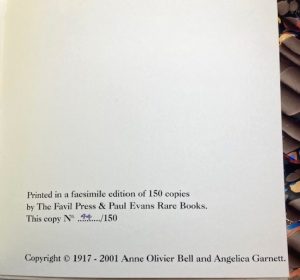 Printed in a facsimile edition of 150 copies
by The Favil Press & Paul Evans Rare Books.
This copy Nº ....../150
Copyright © 1917 - 2001 Anne Olivier Bell and Angelica Garnett.